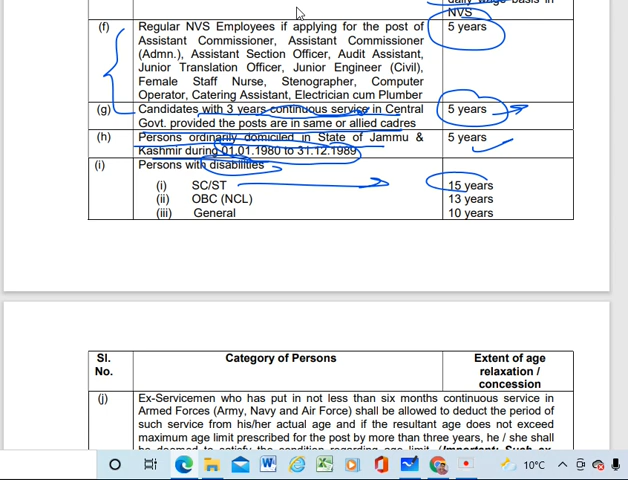 daily wage basis in
NVS
(f) Regular NVS Employees if applying for the post of 5 years
Assistant Commissioner, Assistant Commissioner
(Admn.), Assistant Section Officer, Audit Assistant,
Junior Translation Officer, Junior Engineer (Civil),
Female Staff Nurse, Stenographer, Computer
Operator, Catering Assistant, Electrician cum Plumber
(g) Candidates with 3 years continuous service in Central 5 years
Govt. provided the posts are in same or allied cadres
(h) Persons ordinarily domiciled in State of Jammu & 5 years
Kashmir during 01.01.1980 to 31.12.1989
(i) Persons with disabilities
(i) SC/ST 15 years
(ii) OBC (NCL) 13 years
(iii) General 10 years
Sl. Category of Persons Extent of age
No. relaxation /
concession
(j) Ex-Servicemen who has put in not less than six months continuous service in
Armed Forces (Army, Navy and Air Force) shall be allowed to deduct the period of
such service from his/her actual age and if the resultant age does not exceed
maximum age limit prescribed for the post by more than three years, he / she shall
10°C